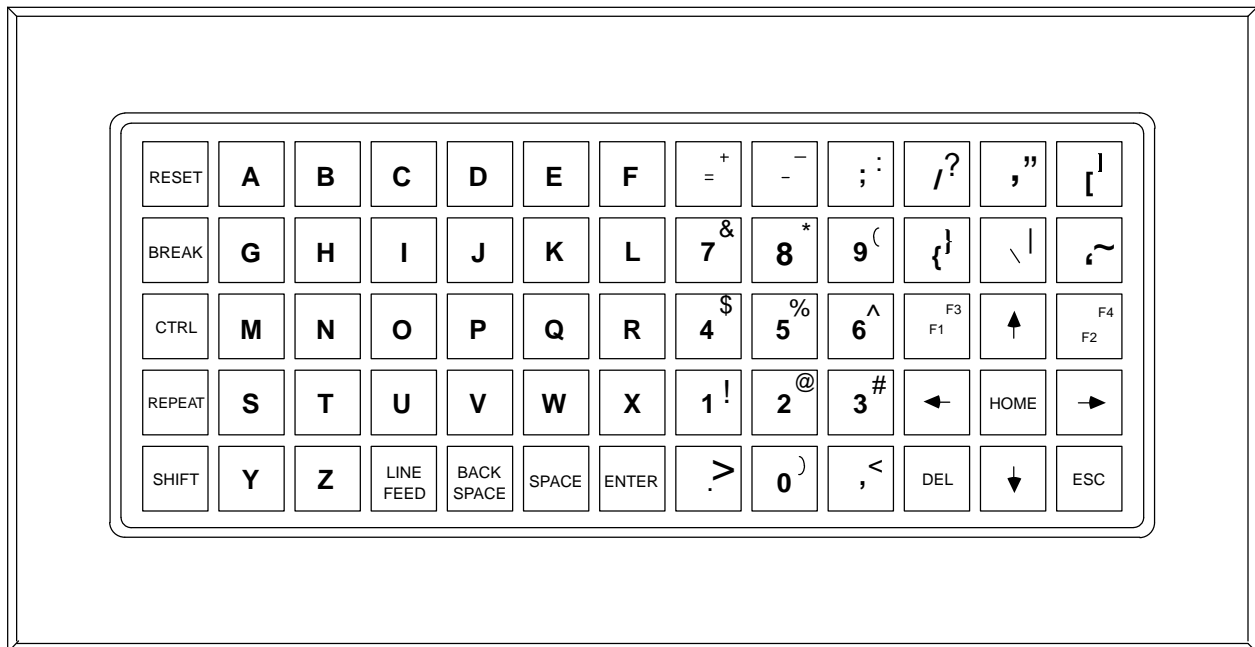 RESET A B C D E F = + – — ; : / ? , ” [ ]
BREAK G H I J K L 7 & 8 * 9 ( { } \ | ‘ ~
CTRL M N O P Q R 4 $ 5 % 6 ^ F1 F3 ↑ F2 F4
REPEAT S T U V W X 1 ! 2 @ 3 # ← HOME →
SHIFT Y Z LINE FEED BACK SPACE SPACE ENTER . > 0 ) , < DEL ↓ ESC